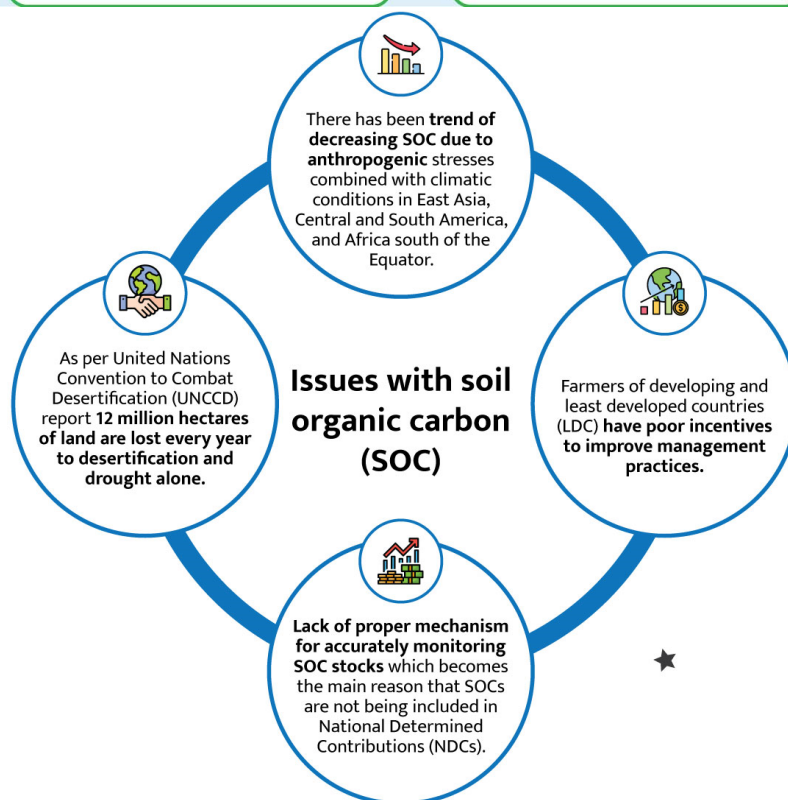 There has been trend of
decreasing SOC due to
anthropogenic stresses
combined with climatic
conditions in East Asia,
Central and South America,
and Africa south of the
Equator.
As per United Nations
Convention to Combat
Desertification (UNCCD)
report 12 million hectares
of land are lost every year
to desertification and
drought alone.
Issues with soil
organic carbon
(SOC)
Farmers of developing and
least developed countries
(LDC) have poor incentives
to improve management
practices.
Lack of proper mechanism
for accurately monitoring
SOC stocks which becomes
the main reason that SOCs
are not being included in
National Determined
Contributions (NDCs).